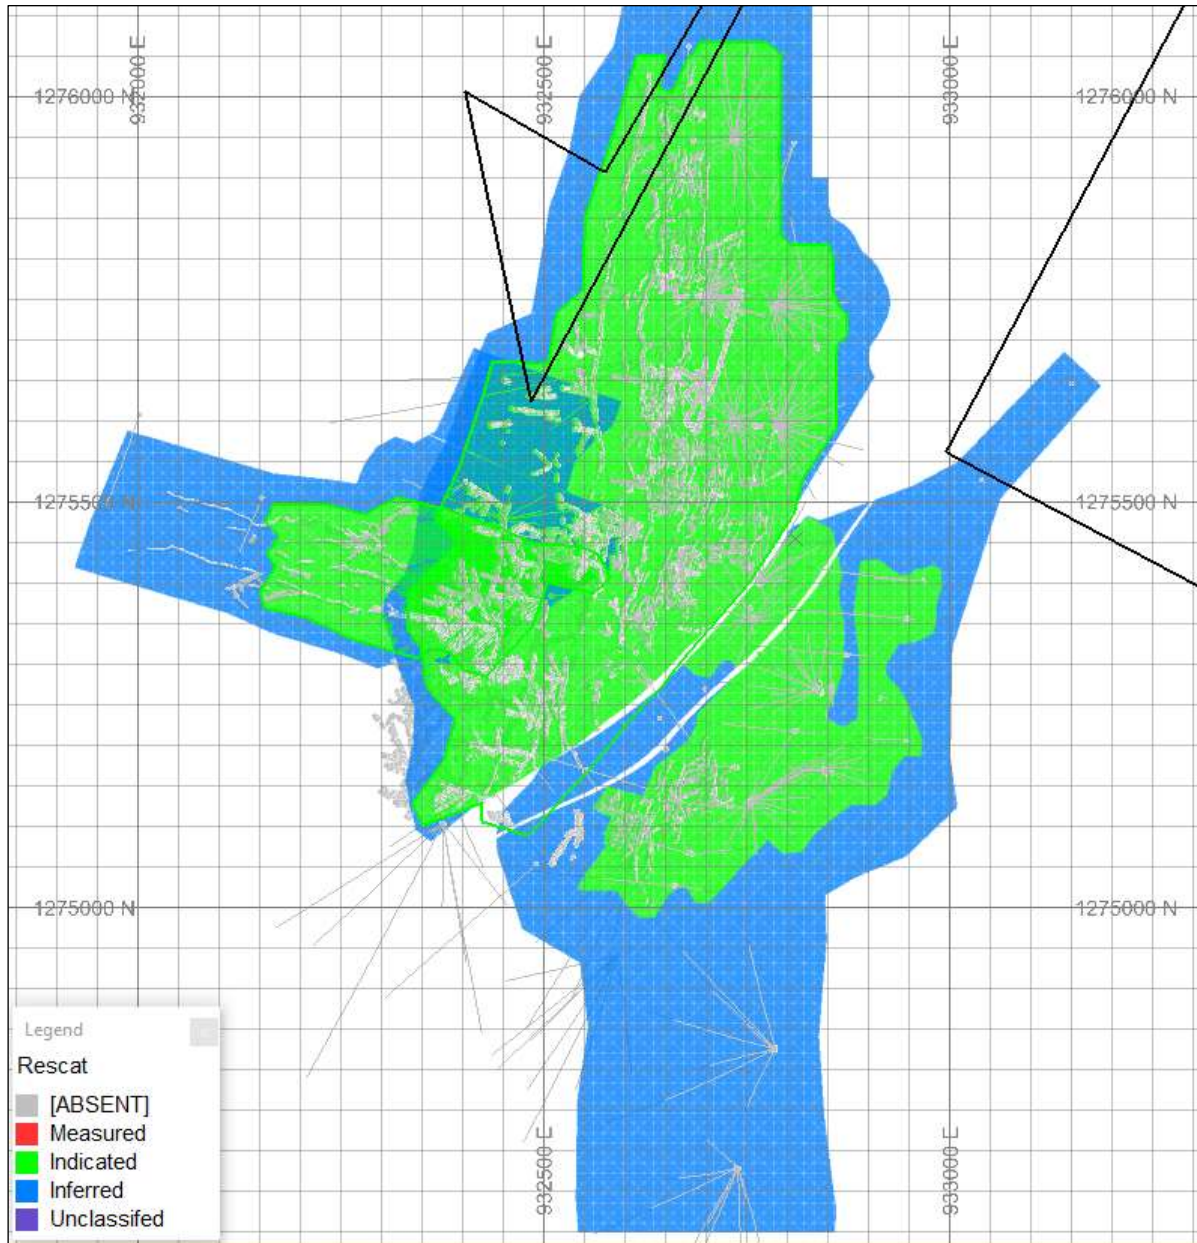 932000 E
932500 E
933000 E
1276000 N
1276000 N
1275500 N
1275500 N
1275000 N
1275000 N
932500 E
933000 E
Legend
Rescat
[ABSENT]
Measured
Indicated
Inferred
Unclassifed